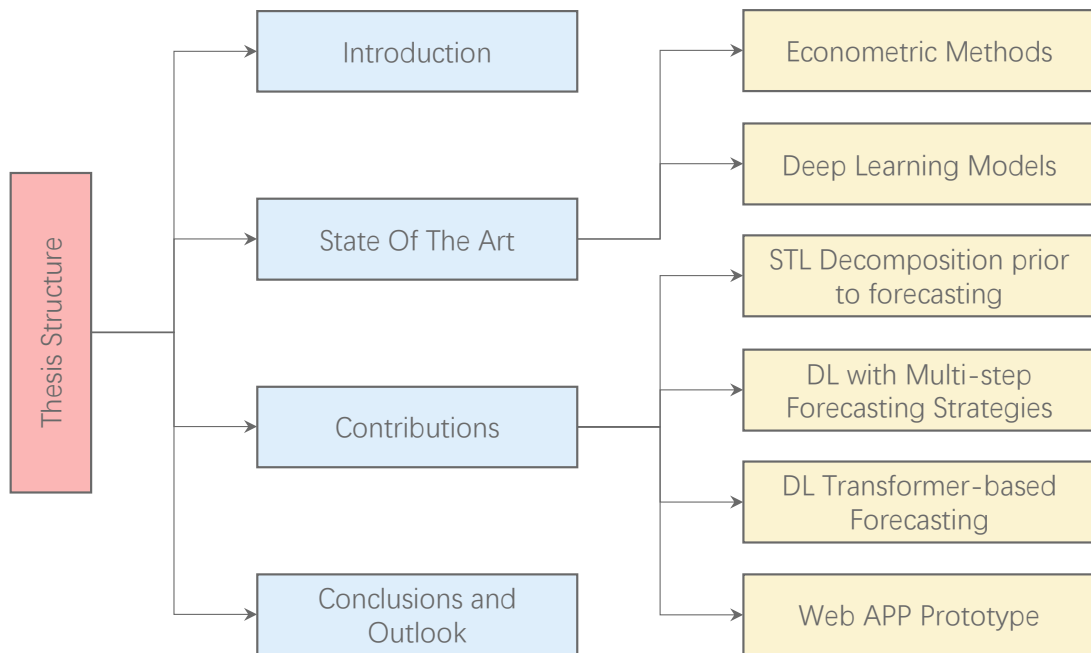 Thesis Structure
Introduction
State Of The Art
Contributions
Conclusions and
Outlook
Econometric Methods
Deep Learning Models
STL Decomposition prior
to forecasting
DL with Multi-step
Forecasting Strategies
DL Transformer-based
Forecasting
Web APP Prototype